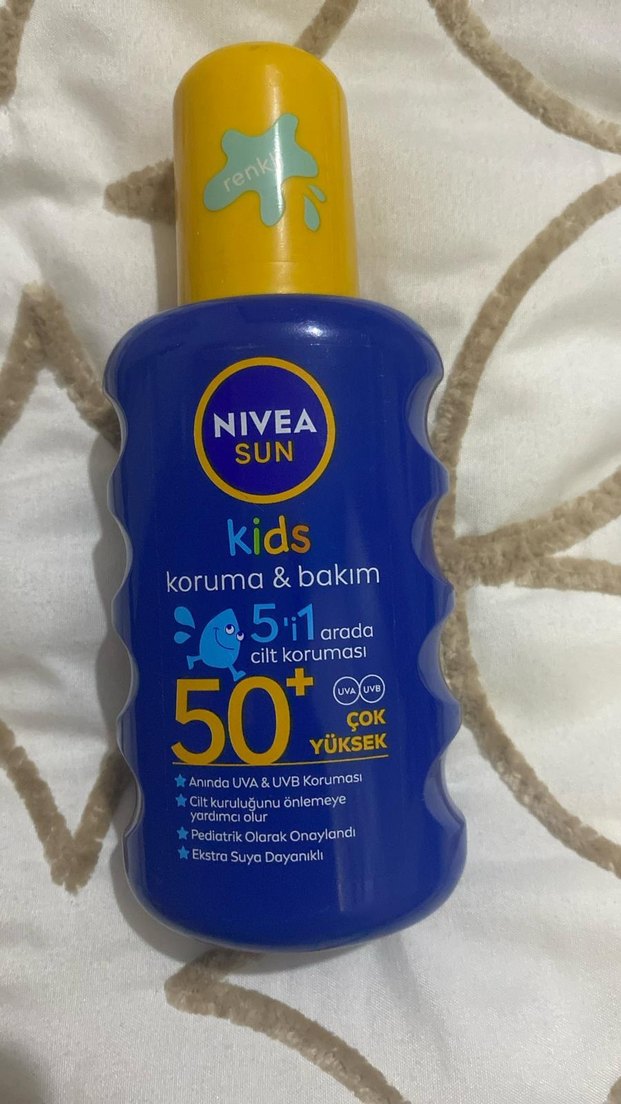 renkli
NIVEA
SUN
kids
koruma & bakım
5'i1 arada
cilt koruması
50+
UVA UVB
ÇOK
YÜKSEK
Anında UVA & UVB Koruması
Cilt kuruluğunu önlemeye
yardımcı olur
Pediatrik Olarak Onaylandı
Ekstra Suya Dayanıklı